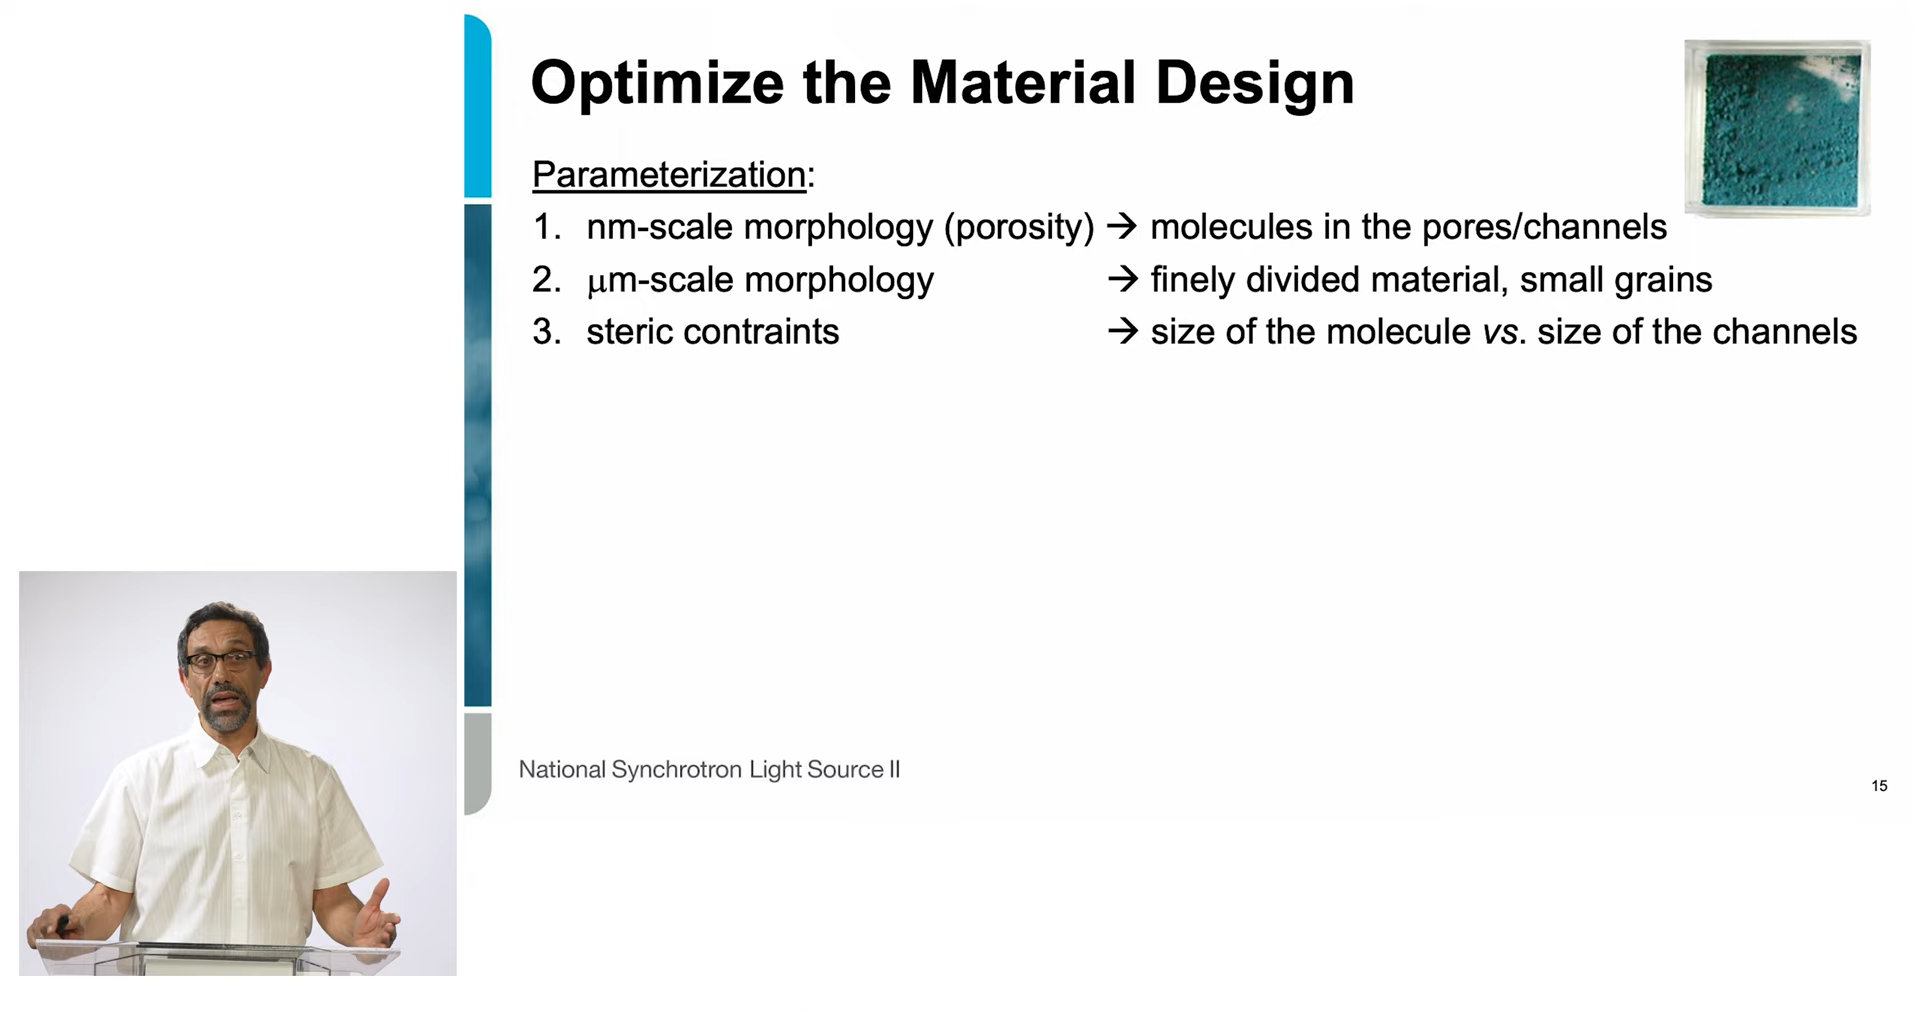 Optimize the Material Design
Parameterization:
1. nm-scale morphology (porosity) → molecules in the pores/channels
2. μm-scale morphology → finely divided material, small grains
3. steric contraints → size of the molecule vs. size of the channels
National Synchrotron Light Source II
15